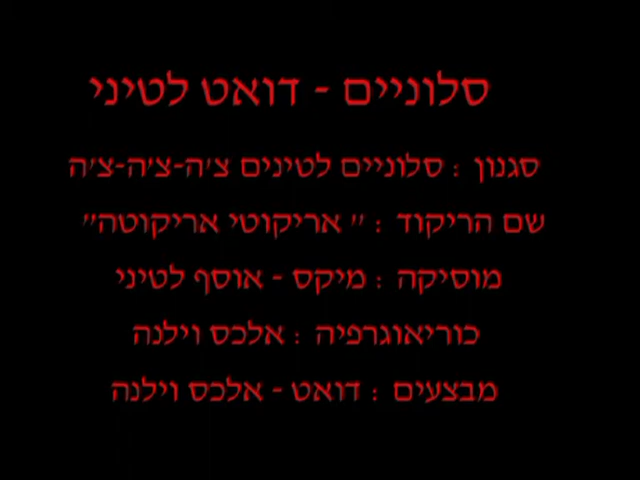 סלוניים - דואט לטיני
סגנון : סלוניים לטינים צ'ה-צ'ה-צ'ה
שם הריקוד : " אריקוטי אריקוטה"
מוסיקה : מיקס - אוסף לטיני
כוריאוגרפיה : אלכס וילנה
מבצעים : דואט - אלכס וילנה